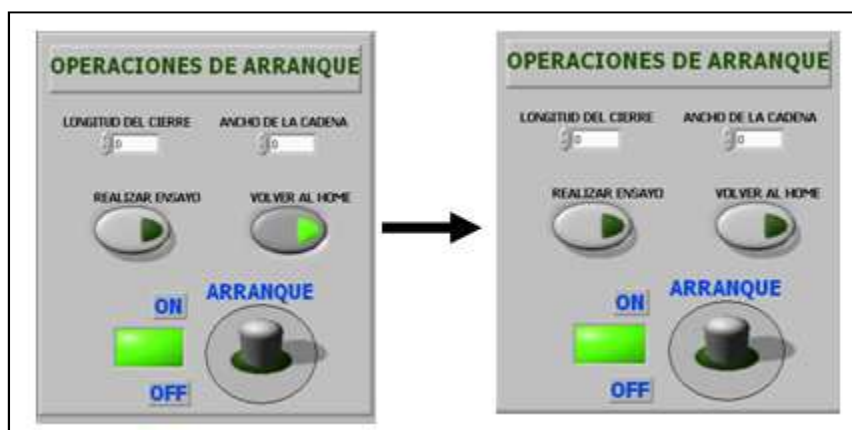 OPERACIONES DE ARRANQUE
LONGITUD DEL CIERRE ANCHO DE LA CADENA
0 0
REALIZAR ENSAYO VOLVER AL HOME
ARRANQUE
ON
OFF
OPERACIONES DE ARRANQUE
LONGITUD DEL CIERRE ANCHO DE LA CADENA
0 0
REALIZAR ENSAYO VOLVER AL HOME
ARRANQUE
ON
OFF